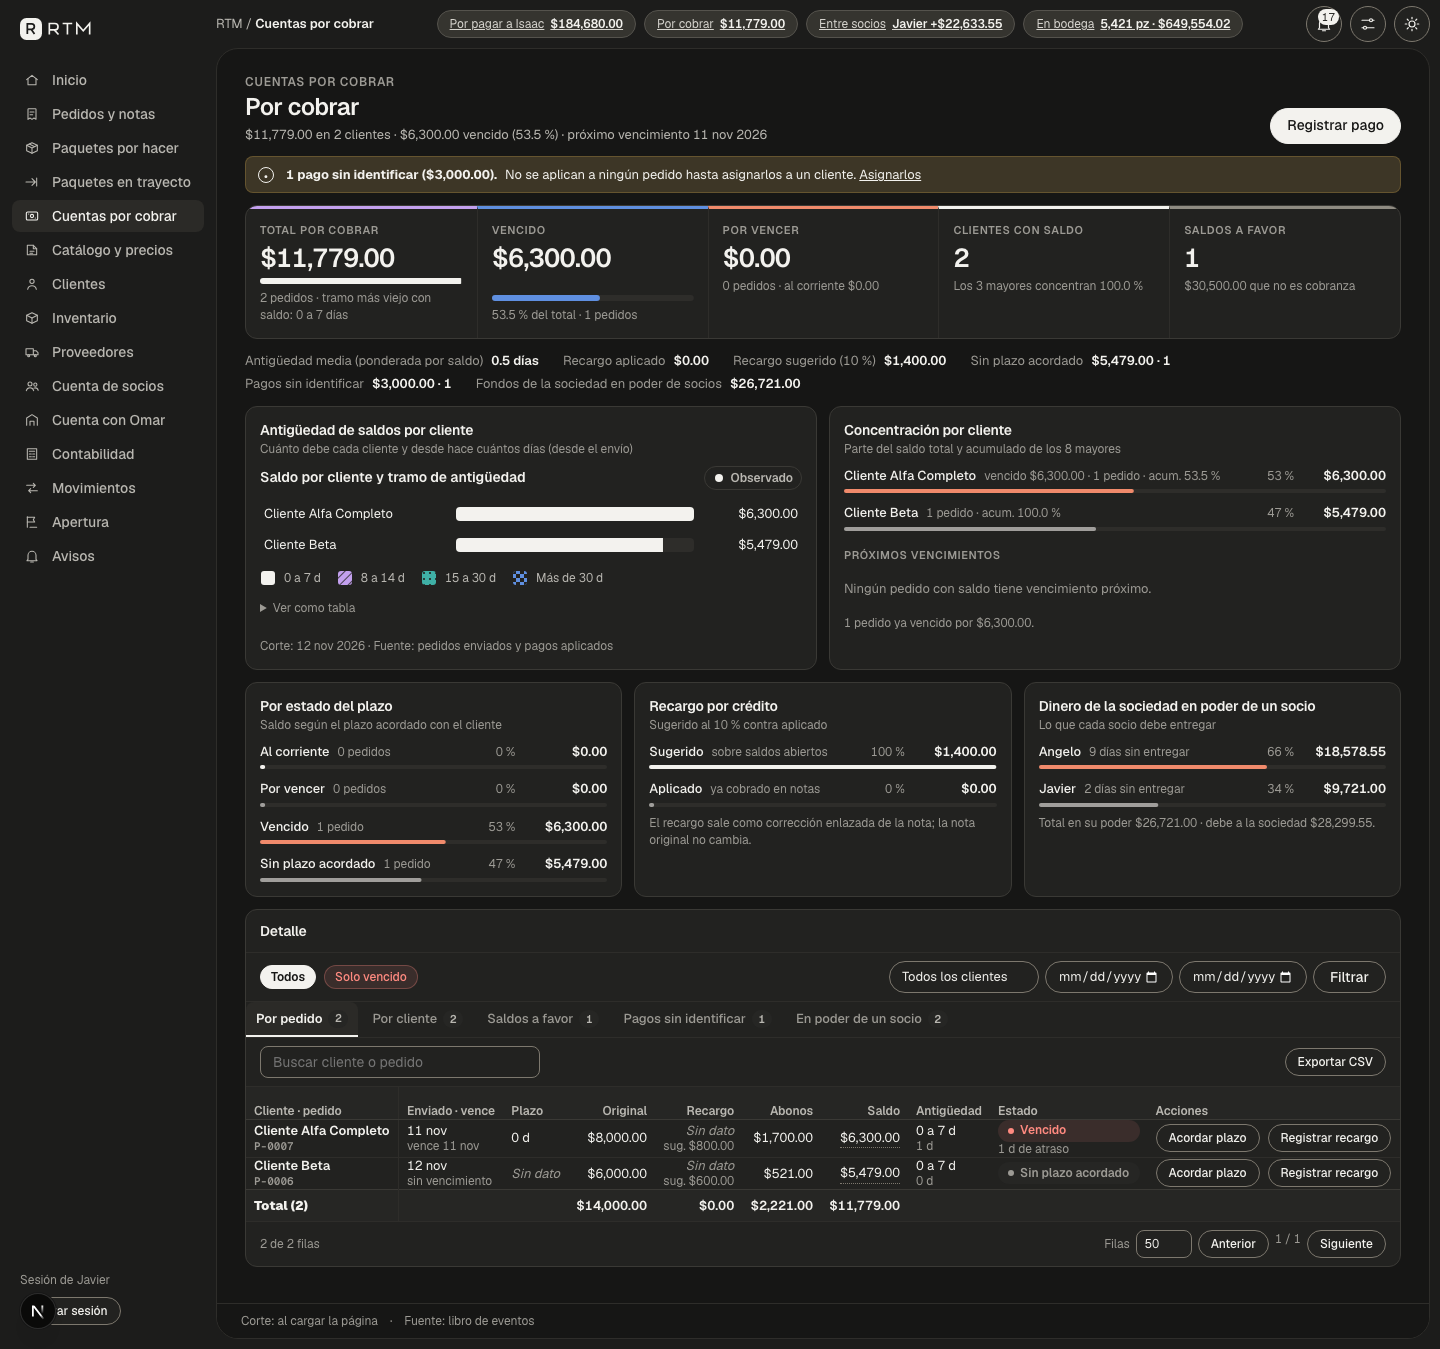 R RTM
RTM / Cuentas por cobrar
Por pagar a Isaac $184,680.00
Por cobrar $11,779.00
Entre socios Javier +$22,633.55
En bodega 5,421 pz · $649,554.02
17
Inicio
Pedidos y notas
Paquetes por hacer
Paquetes en trayecto
Cuentas por cobrar
Catálogo y precios
Clientes
Inventario
Proveedores
Cuenta de socios
Cuenta con Omar
Contabilidad
Movimientos
Apertura
Avisos
Sesión de Javier
N
ar sesión
CUENTAS POR COBRAR
Por cobrar
$11,779.00 en 2 clientes · $6,300.00 vencido (53.5 %) · próximo vencimiento 11 nov 2026
Registrar pago
1 pago sin identificar ($3,000.00). No se aplican a ningún pedido hasta asignarlos a un cliente. Asignarlos
TOTAL POR COBRAR
$11,779.00
2 pedidos · tramo más viejo con
saldo: 0 a 7 días
VENCIDO
$6,300.00
53.5 % del total · 1 pedidos
POR VENCER
$0.00
0 pedidos · al corriente $0.00
CLIENTES CON SALDO
2
Los 3 mayores concentran 100.0 %
SALDOS A FAVOR
1
$30,500.00 que no es cobranza
Antigüedad media (ponderada por saldo) 0.5 días Recargo aplicado $0.00 Recargo sugerido (10 %) $1,400.00 Sin plazo acordado $5,479.00 · 1
Pagos sin identificar $3,000.00 · 1 Fondos de la sociedad en poder de socios $26,721.00
Antigüedad de saldos por cliente
Cuánto debe cada cliente y desde hace cuántos días (desde el envío)
Saldo por cliente y tramo de antigüedad
Observado
Cliente Alfa Completo $6,300.00
Cliente Beta $5,479.00
0 a 7 d 8 a 14 d 15 a 30 d Más de 30 d
Ver como tabla
Corte: 12 nov 2026 · Fuente: pedidos enviados y pagos aplicados
Concentración por cliente
Parte del saldo total y acumulado de los 8 mayores
Cliente Alfa Completo vencido $6,300.00 · 1 pedido · acum. 53.5 % 53 % $6,300.00
Cliente Beta 1 pedido · acum. 100.0 % 47 % $5,479.00
PRÓXIMOS VENCIMIENTOS
Ningún pedido con saldo tiene vencimiento próximo.
1 pedido ya vencido por $6,300.00.
Por estado del plazo
Saldo según el plazo acordado con el cliente
Al corriente 0 pedidos 0 % $0.00
Por vencer 0 pedidos 0 % $0.00
Vencido 1 pedido 53 % $6,300.00
Sin plazo acordado 1 pedido 47 % $5,479.00
Recargo por crédito
Sugerido al 10 % contra aplicado
Sugerido sobre saldos abiertos 100 % $1,400.00
Aplicado ya cobrado en notas 0 % $0.00
El recargo sale como corrección enlazada de la nota; la nota
original no cambia.
Dinero de la sociedad en poder de un socio
Lo que cada socio debe entregar
Angelo 9 días sin entregar 66 % $18,578.55
Javier 2 días sin entregar 34 % $9,721.00
Total en su poder $26,721.00 · debe a la sociedad $28,299.55.
Detalle
Todos
Solo vencido
Todos los clientes
mm/dd/yyyy
mm/dd/yyyy
Filtrar
Por pedido 2
Por cliente 2
Saldos a favor 1
Pagos sin identificar 1
En poder de un socio 2
Buscar cliente o pedido
Exportar CSV
Cliente · pedido Enviado · vence Plazo Original Recargo Abonos Saldo Antigüedad Estado Acciones
Cliente Alfa Completo 11 nov 0 d $8,000.00 Sin dato $1,700.00 $6,300.00 0 a 7 d Vencido Acordar plazo Registrar recargo
P-0007 vence 11 nov sug. $800.00 1 d 1 d de atraso
Cliente Beta 12 nov Sin dato $6,000.00 Sin dato $521.00 $5,479.00 0 a 7 d Sin plazo acordado Acordar plazo Registrar recargo
P-0006 sin vencimiento sug. $600.00 0 d
Total (2) $14,000.00 $0.00 $2,221.00 $11,779.00
2 de 2 filas
Filas 50 Anterior 1 / 1 Siguiente
Corte: al cargar la página · Fuente: libro de eventos